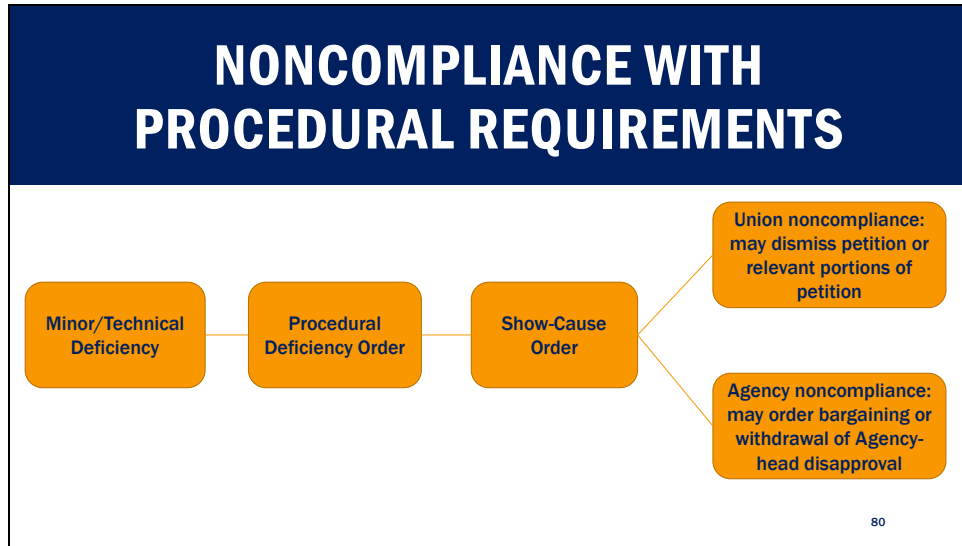 NONCOMPLIANCE WITH
PROCEDURAL REQUIREMENTS
Minor/Technical
Deficiency
Procedural
Deficiency Order
Show-Cause
Order
Union noncompliance:
may dismiss petition or
relevant portions of
petition
Agency noncompliance:
may order bargaining or
withdrawal of Agency-
head disapproval
80